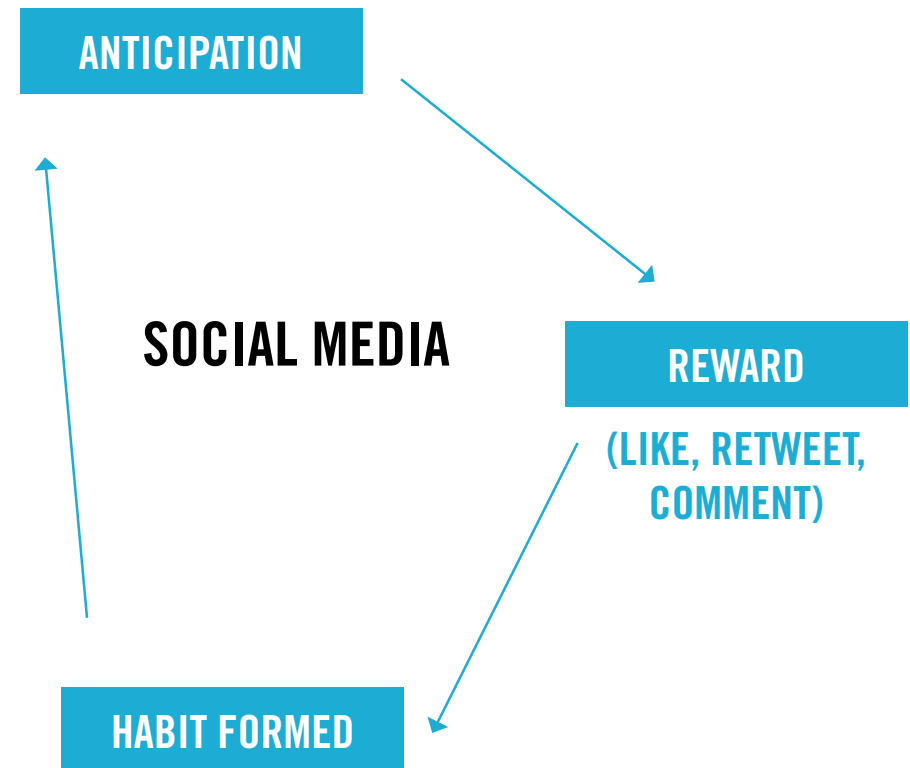 ANTICIPATION
SOCIAL MEDIA
REWARD
(LIKE, RETWEET,
COMMENT)
HABIT FORMED